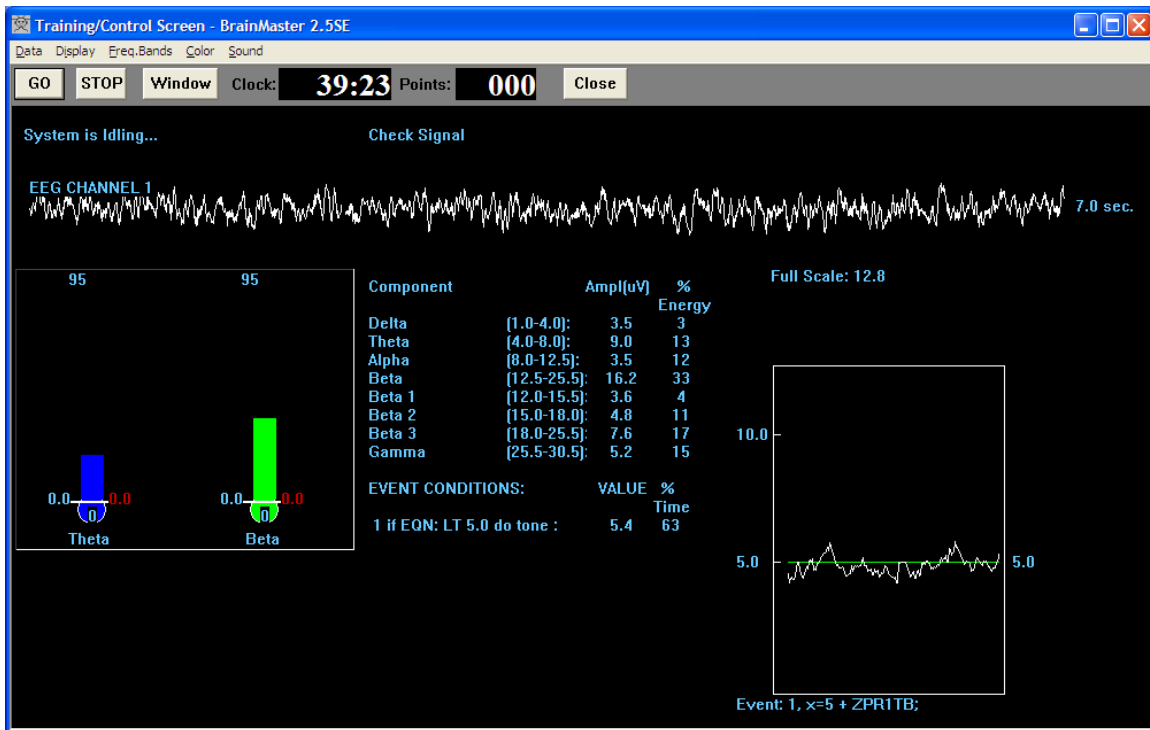 Training/Control Screen - BrainMaster 2.5SE
Data Display Freq.Bands Color Sound
GO STOP Window Clock: 39:23 Points: 000 Close
System is Idling... Check Signal
EEG CHANNEL 1
7.0 sec.
95 95
0.0 0.0 0.0 0.0
0 0
Theta Beta
Component Ampl(uV) %
Energy
Delta (1.0-4.0): 3.5 3
Theta (4.0-8.0): 9.0 13
Alpha (8.0-12.5): 3.5 12
Beta (12.5-25.5): 16.2 33
Beta 1 (12.0-15.5): 3.6 4
Beta 2 (15.0-18.0): 4.8 11
Beta 3 (18.0-25.5): 7.6 17
Gamma (25.5-30.5): 5.2 15
EVENT CONDITIONS: VALUE %
Time
1 if EQN: LT 5.0 do tone : 5.4 63
Full Scale: 12.8
10.0
5.0 5.0
Event: 1, x=5 + ZPR1TB;